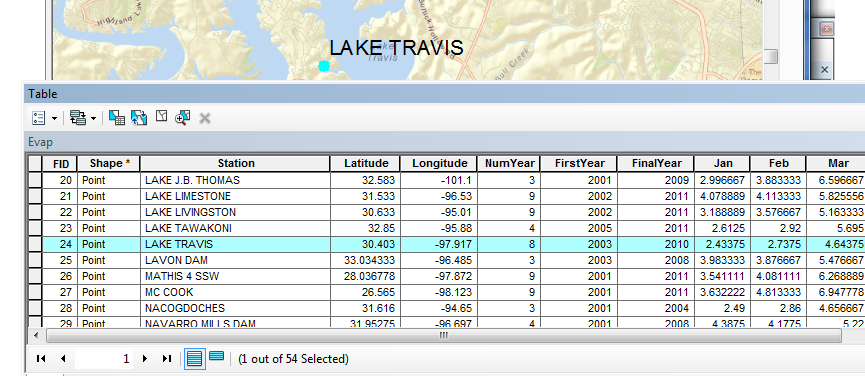 Highland
LAKE TRAVIS
Lake
Travis
Bull Creek
The
Table
Evap
FID Shape * Station Latitude Longitude NumYear FirstYear FinalYear Jan Feb Mar
20 Point LAKE J.B. THOMAS 32.583 -101.1 3 2001 2009 2.996667 3.883333 6.596667
21 Point LAKE LIMESTONE 31.533 -96.53 9 2002 2011 4.078889 4.113333 5.825556
22 Point LAKE LIVINGSTON 30.633 -95.01 9 2002 2011 3.188889 3.576667 5.163333
23 Point LAKE TAWAKONI 32.85 -95.88 4 2005 2011 2.6125 2.92 5.695
24 Point LAKE TRAVIS 30.403 -97.917 8 2003 2010 2.43375 2.7375 4.64375
25 Point LAVON DAM 33.034333 -96.485 3 2003 2008 3.983333 3.876667 5.476667
26 Point MATHIS 4 SSW 28.036778 -97.872 9 2001 2011 3.541111 4.081111 6.268889
27 Point MC COOK 26.565 -98.123 9 2001 2011 3.632222 4.813333 6.947778
28 Point NACOGDOCHES 31.616 -94.65 3 2001 2004 2.49 2.86 4.656667
29 Point NAVARRO MILLS DAM 31.95275 -96.697 4 2001 2008 4.3875 4.1775 5.22
1 (1 out of 54 Selected)